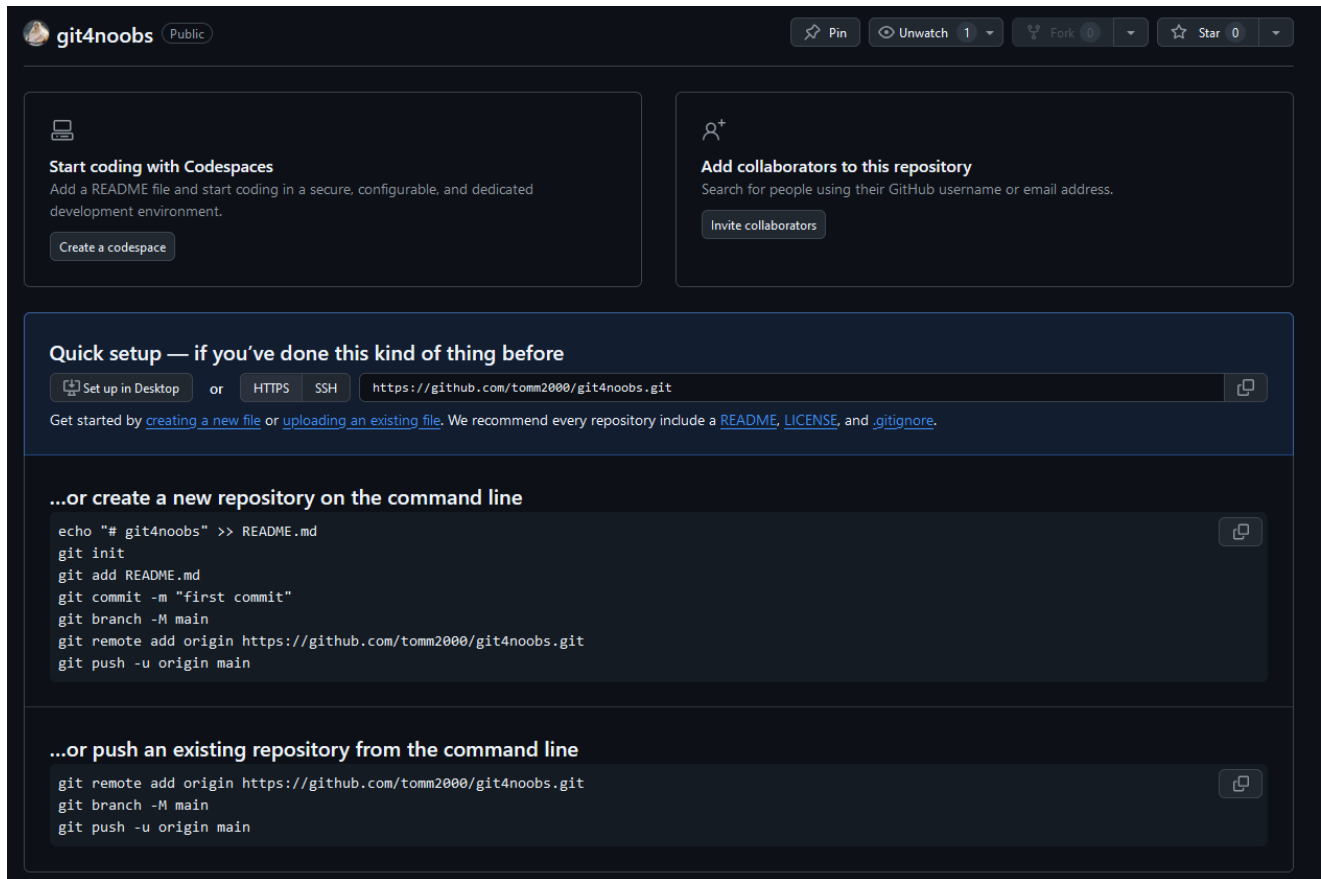 git4noobs Public
Pin
Unwatch 1
Fork 0
Star 0
Start coding with Codespaces
Add a README file and start coding in a secure, configurable, and dedicated
development environment.
Create a codespace
Add collaborators to this repository
Search for people using their GitHub username or email address.
Invite collaborators
Quick setup — if you’ve done this kind of thing before
Set up in Desktop or HTTPS SSH https://github.com/tomm2000/git4noobs.git
Get started by creating a new file or uploading an existing file. We recommend every repository include a README, LICENSE, and .gitignore.
…or create a new repository on the command line
echo "# git4noobs" >> README.md
git init
git add README.md
git commit -m "first commit"
git branch -M main
git remote add origin https://github.com/tomm2000/git4noobs.git
git push -u origin main
…or push an existing repository from the command line
git remote add origin https://github.com/tomm2000/git4noobs.git
git branch -M main
git push -u origin main